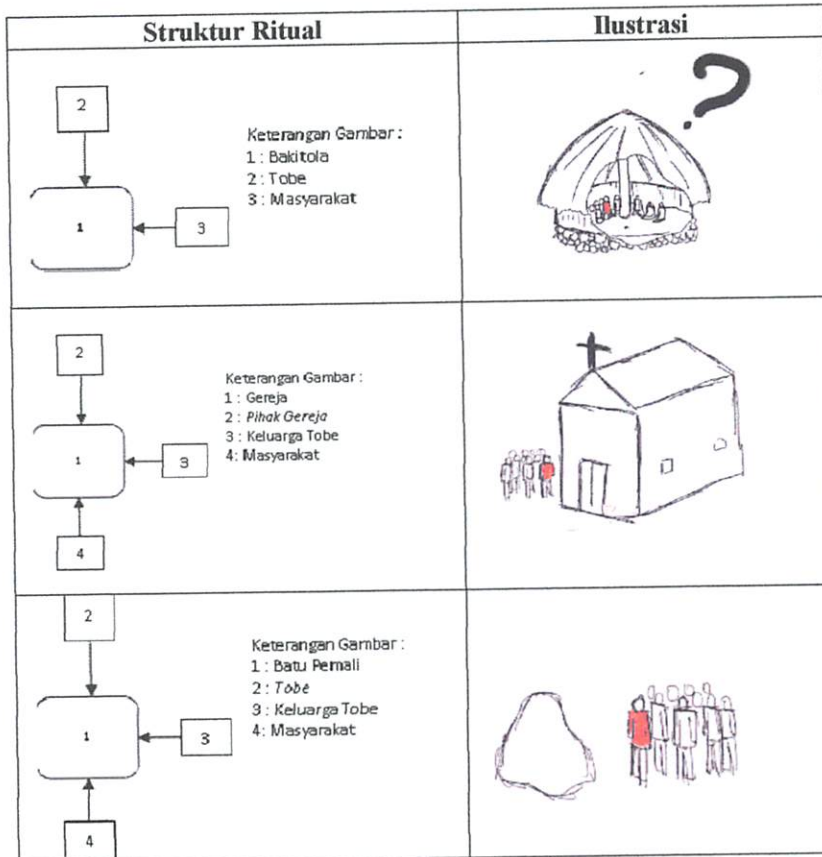 Struktur Ritual
Ilustrasi
2
1
3
Keterangan Gambar :
1 : Bakitola
2 : Tobe
3 : Masyarakat
?
2
1
3
4
Keterangan Gambar :
1 : Gereja
2 : Pihak Gereja
3 : Keluarga Tobe
4: Masyarakat
2
1
3
4
Keterangan Gambar :
1 : Batu Pemali
2 : Tobe
3 : Keluarga Tobe
4: Masyarakat